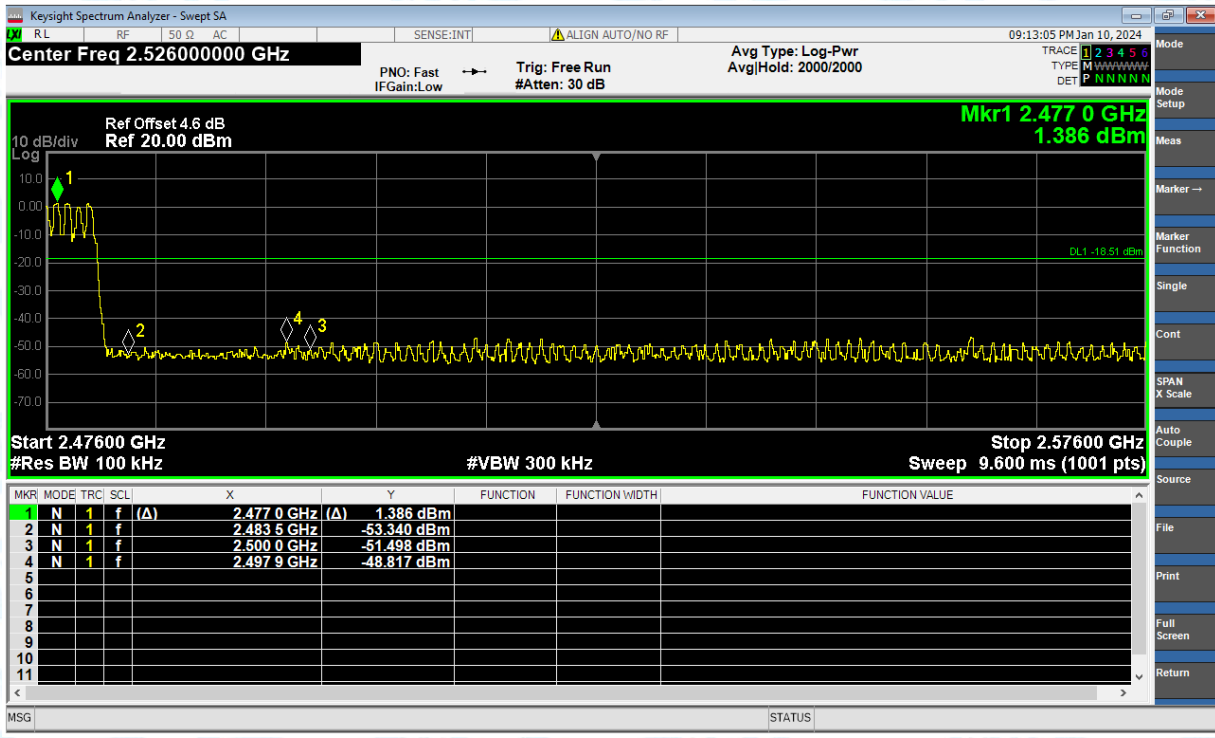 Keysight Spectrum Analyzer - Swept SA
LXI RL RF 50 Ω AC SENSE:INT ALIGN AUTO/NO RF 09:13:05 PM Jan 10, 2024
Center Freq 2.526000000 GHz
PNO: Fast
IFGain:Low
Trig: Free Run
#Atten: 30 dB
Avg Type: Log-Pwr
Avg|Hold: 2000/2000
TRACE 1 2 3 4 5 6
TYPE M WWWWW
DET P N N N N N
Mkr1 2.477 0 GHz
1.386 dBm
Ref Offset 4.6 dB
10 dB/div Ref 20.00 dBm
Log
10.0
0.00
-10.0
-20.0
-30.0
-40.0
-50.0
-60.0
-70.0
1
2
4
3
DL1 -18.51 dBm
Start 2.47600 GHz Stop 2.57600 GHz
#Res BW 100 kHz #VBW 300 kHz Sweep 9.600 ms (1001 pts)
MKR MODE TRC SCL X Y FUNCTION FUNCTION WIDTH FUNCTION VALUE
1 N 1 f (Δ) 2.477 0 GHz (Δ) 1.386 dBm
2 N 1 f 2.483 5 GHz -53.340 dBm
3 N 1 f 2.500 0 GHz -51.498 dBm
4 N 1 f 2.497 9 GHz -48.817 dBm
5
6
7
8
9
10
11
MSG STATUS
Mode
Mode
Setup
Meas
Marker→
Marker
Function
Single
Cont
SPAN
X Scale
Auto
Couple
Source
File
Print
Full
Screen
Return